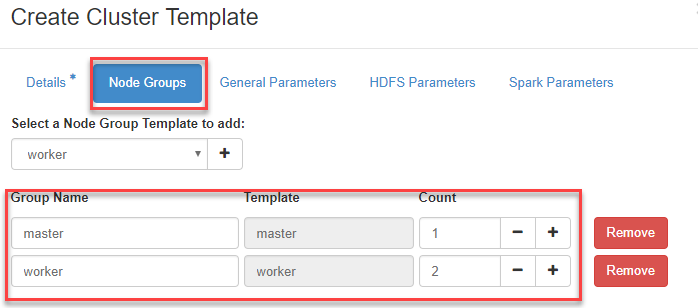 Create Cluster Template
Details * Node Groups General Parameters HDFS Parameters Spark Parameters
Select a Node Group Template to add:
worker +
Group Name Template Count
master master 1 − + Remove
worker worker 2 − + Remove